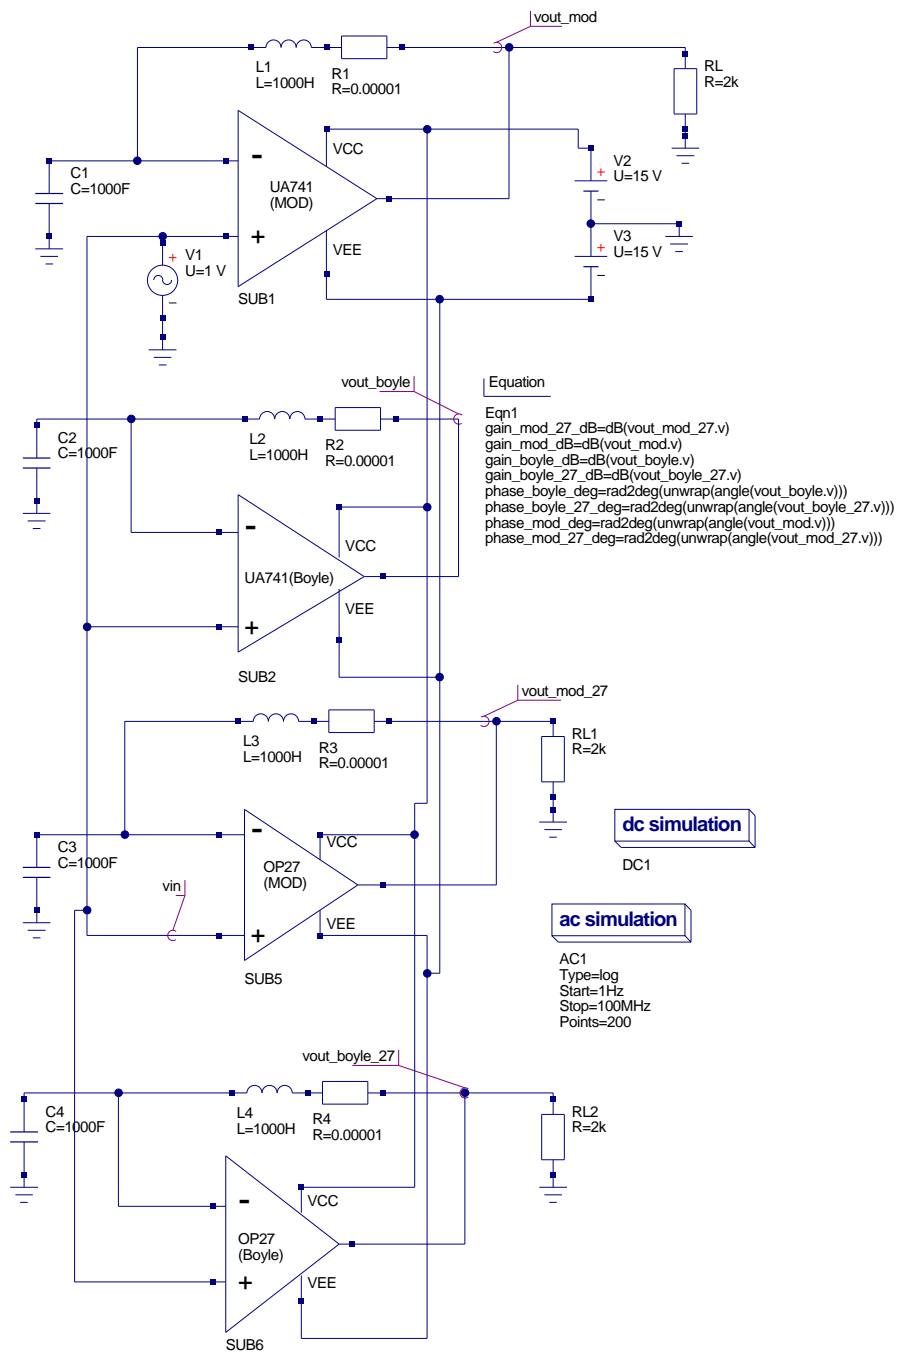 vout_mod
L1
L=1000H
R1
R=0.00001
RL
R=2k
C1
C=1000F
-
UA741
(MOD)
+
VCC
VEE
SUB1
V1
U=1 V
+
–
V2
U=15 V
+
–
V3
U=15 V
+
–
vout_boyle
L2
L=1000H
R2
R=0.00001
C2
C=1000F
-
UA741(Boyle)
+
VCC
VEE
SUB2
Equation
Eqn1
gain_mod_27_dB=dB(vout_mod_27.v)
gain_mod_dB=dB(vout_mod.v)
gain_boyle_dB=dB(vout_boyle.v)
gain_boyle_27_dB=dB(vout_boyle_27.v)
phase_boyle_deg=rad2deg(unwrap(angle(vout_boyle.v)))
phase_boyle_27_deg=rad2deg(unwrap(angle(vout_boyle_27.v)))
phase_mod_deg=rad2deg(unwrap(angle(vout_mod.v)))
phase_mod_27_deg=rad2deg(unwrap(angle(vout_mod_27.v)))
vout_mod_27
L3
L=1000H
R3
R=0.00001
RL1
R=2k
C3
C=1000F
-
OP27
(MOD)
+
VCC
VEE
SUB5
vin
dc simulation
DC1
ac simulation
AC1
Type=log
Start=1Hz
Stop=100MHz
Points=200
vout_boyle_27
L4
L=1000H
R4
R=0.00001
RL2
R=2k
C4
C=1000F
-
OP27
(Boyle)
+
VCC
VEE
SUB6